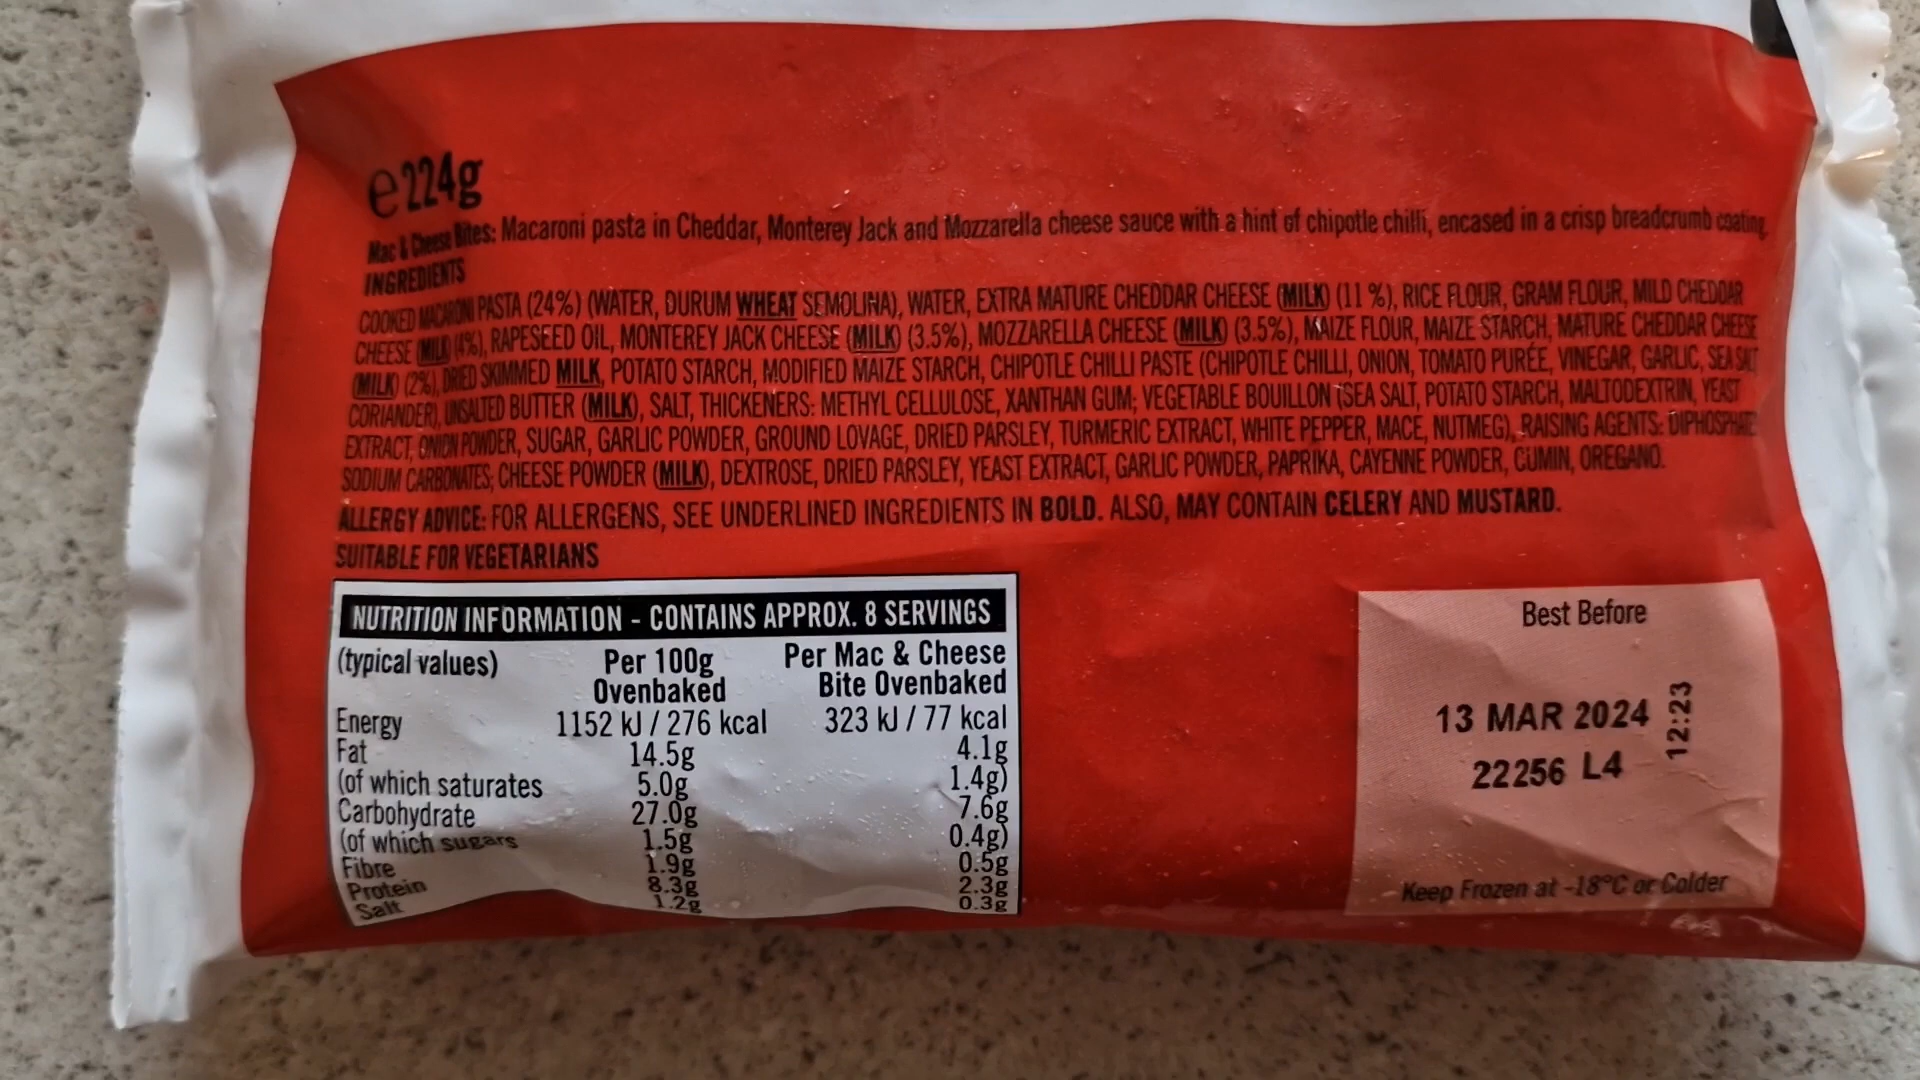 e224g
Mac & Cheese Bites: Macaroni pasta in Cheddar, Monterey Jack and Mozzarella cheese sauce with a hint of chipotle chilli, encased in a crisp breadcrumb coating
INGREDIENTS
COOKED MACARONI PASTA (24%) (WATER, DURUM WHEAT SEMOLINA), WATER, EXTRA MATURE CHEDDAR CHEESE (MILK) (11 %), RICE FLOUR, GRAM FLOUR, MILD CHEDDAR
CHEESE (MILK) (4%), RAPESEED OIL, MONTEREY JACK CHEESE (MILK) (3.5%), MOZZARELLA CHEESE (MILK) (3.5%), MAIZE FLOUR, MAIZE STARCH, MATURE CHEDDAR CHEESE
(MILK) (2%), DRIED SKIMMED MILK, POTATO STARCH, MODIFIED MAIZE STARCH, CHIPOTLE CHILLI PASTE (CHIPOTLE CHILLI, ONION, TOMATO PURÉE, VINEGAR, GARLIC, SEA SALT
CORIANDER), UNSALTED BUTTER (MILK), SALT, THICKENERS: METHYL CELLULOSE, XANTHAN GUM; VEGETABLE BOUILLON (SEA SALT, POTATO STARCH, MALTODEXTRIN, YEAST
EXTRACT, ONION POWDER, SUGAR, GARLIC POWDER, GROUND LOVAGE, DRIED PARSLEY, TURMERIC EXTRACT, WHITE PEPPER, MACE, NUTMEG), RAISING AGENTS: DIPHOSPHATE
SODIUM CARBONATES; CHEESE POWDER (MILK), DEXTROSE, DRIED PARSLEY, YEAST EXTRACT, GARLIC POWDER, PAPRIKA, CAYENNE POWDER, CUMIN, OREGANO.
ALLERGY ADVICE: FOR ALLERGENS, SEE UNDERLINED INGREDIENTS IN BOLD. ALSO, MAY CONTAIN CELERY AND MUSTARD.
SUITABLE FOR VEGETARIANS
NUTRITION INFORMATION - CONTAINS APPROX. 8 SERVINGS
(typical values) Per 100g Per Mac & Cheese
Ovenbaked Bite Ovenbaked
Energy 1152 kJ / 276 kcal 323 kJ / 77 kcal
Fat 14.5g 4.1g
(of which saturates 5.0g 1.4g)
Carbohydrate 27.0g 7.6g
(of which sugars 1.5g 0.4g)
Fibre 1.9g 0.5g
Protein 8.3g 2.3g
Salt 1.2g 0.3g
Best Before
13 MAR 2024
22256 L4
12:23
Keep Frozen at -18°C or Colder